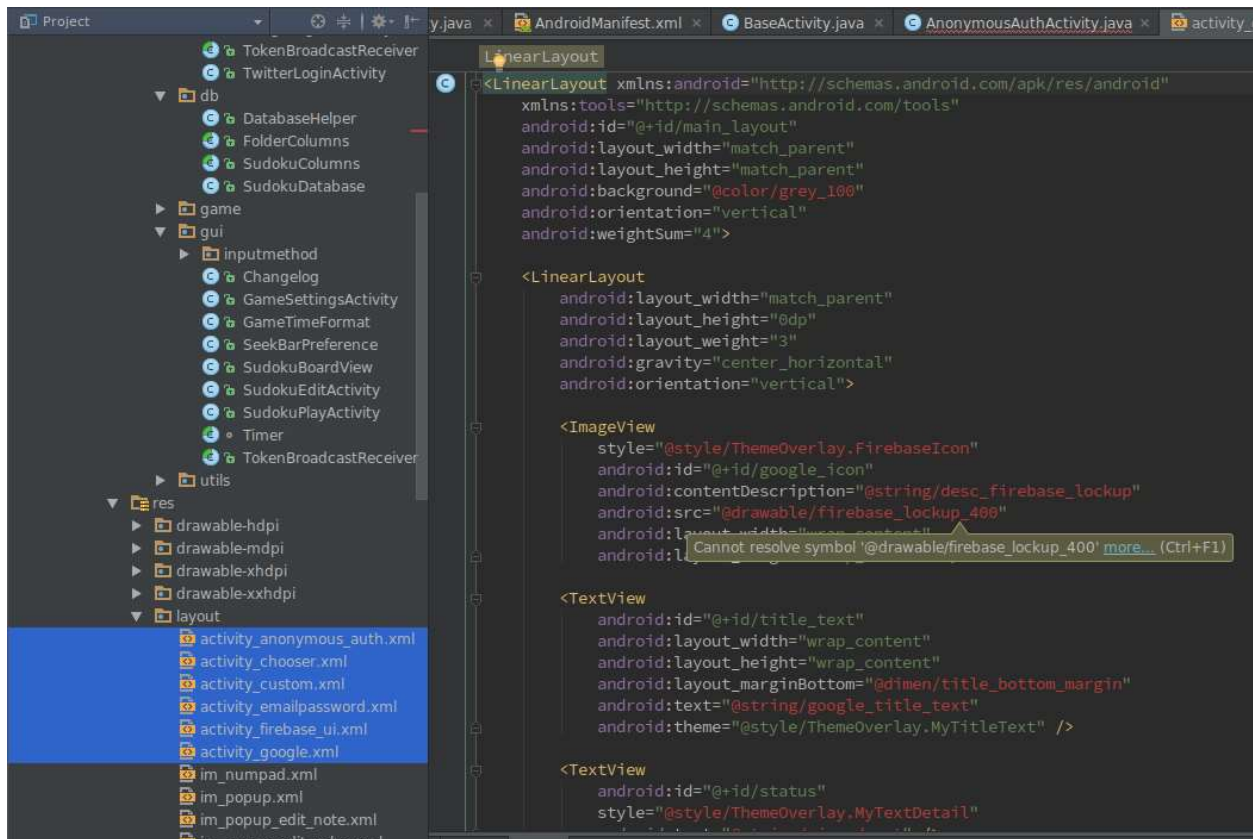 Project
y.java × AndroidManifest.xml × BaseActivity.java × AnonymousAuthActivity.java × activity_
TokenBroadcastReceiver
TwitterLoginActivity
db
DatabaseHelper
FolderColumns
SudokuColumns
SudokuDatabase
game
gui
inputmethod
Changelog
GameSettingsActivity
GameTimeFormat
SeekBarPreference
SudokuBoardView
SudokuEditActivity
SudokuPlayActivity
Timer
TokenBroadcastReceiver
utils
res
drawable-hdpi
drawable-mdpi
drawable-xhdpi
drawable-xxhdpi
layout
activity_anonymous_auth.xml
activity_chooser.xml
activity_custom.xml
activity_emailpassword.xml
activity_firebase_ui.xml
activity_google.xml
im_numpad.xml
im_popup.xml
im_popup_edit_note.xml
LinearLayout
<LinearLayout xmlns:android="http://schemas.android.com/apk/res/android"
xmlns:tools="http://schemas.android.com/tools"
android:id="@+id/main_layout"
android:layout_width="match_parent"
android:layout_height="match_parent"
android:background="@color/grey_100"
android:orientation="vertical"
android:weightSum="4">
<LinearLayout
android:layout_width="match_parent"
android:layout_height="0dp"
android:layout_weight="3"
android:gravity="center_horizontal"
android:orientation="vertical">
<ImageView
style="@style/ThemeOverlay.FirebaseIcon"
android:id="@+id/google_icon"
android:contentDescription="@string/desc_firebase_lockup"
android:src="@drawable/firebase_lockup_400"
android:layout_width="wrap_content"
android:l
Cannot resolve symbol '@drawable/firebase_lockup_400' more... (Ctrl+F1)
<TextView
android:id="@+id/title_text"
android:layout_width="wrap_content"
android:layout_height="wrap_content"
android:layout_marginBottom="@dimen/title_bottom_margin"
android:text="@string/google_title_text"
android:theme="@style/ThemeOverlay.MyTitleText" />
<TextView
android:id="@+id/status"
style="@style/ThemeOverlay.MyTextDetail"